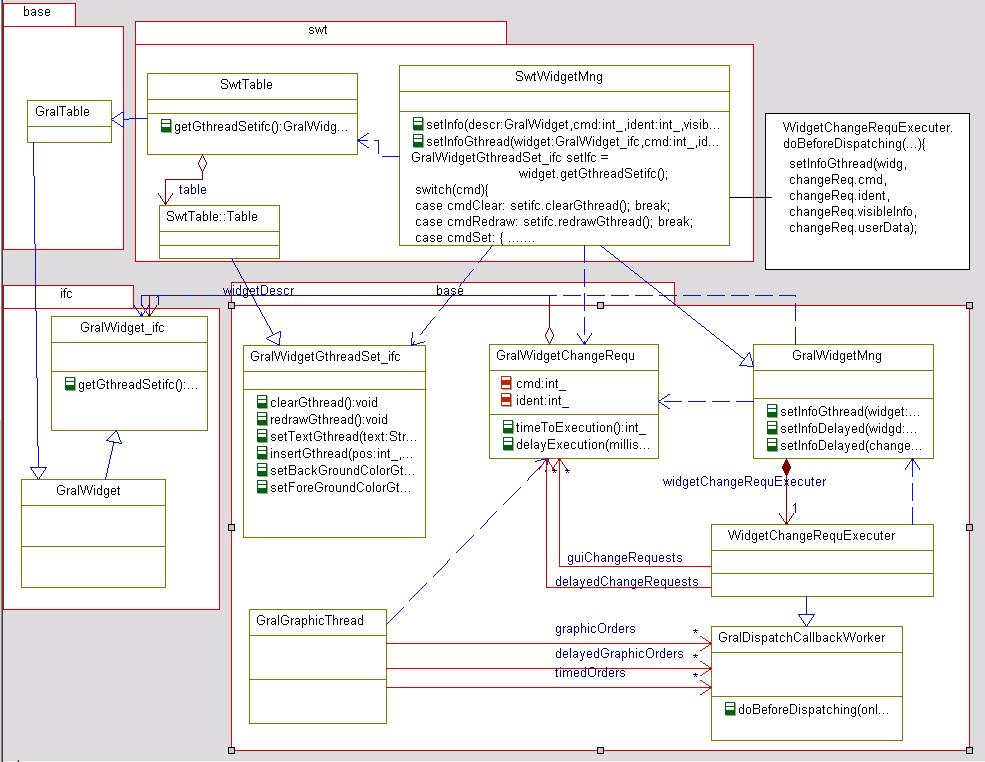 base
swt
GralTable
SwtTable
getGthreadSetifc():GralWidg...
table
SwtTable::Table
SwtWidgetMng
setInfo(descr:GralWidget,cmd:int_,ident:int_,visib...
setInfoGthread(widget:GralWidget_ifc,cmd:int_,id...
GralWidgetGthreadSet_ifc setIfc =
widget.getGthreadSetifc();
switch(cmd){
case cmdClear: setifc.clearGthread(); break;
case cmdRedraw: setifc.redrawGthread(); break;
case cmdSet: { .......
WidgetChangeRequExecuter.
doBeforeDispatching(...){
setInfoGthread(widg,
changeReq.cmd,
changeReq.ident,
changeReq.visibleInfo,
changeReq.userData);
ifc
widgetDescr
1
base
GralWidget_ifc
getGthreadSetifc():...
GralWidget
GralWidgetGthreadSet_ifc
clearGthread():void
redrawGthread():void
setTextGthread(text:Str...
insertGthread(pos:int_,...
setBackGroundColorGt...
setForeGroundColorGt...
GralWidgetChangeRequ
cmd:int_
ident:int_
timeToExecution():int_
delayExecution(millis...
* *
GralWidgetMng
setInfoGthread(widget:...
setInfoDelayed(widgd:...
setInfoDelayed(change...
widgetChangeRequExecuter
1
WidgetChangeRequExecuter
guiChangeRequests
delayedChangeRequests
GralGraphicThread
graphicOrders
*
delayedGraphicOrders
*
timedOrders
*
GralDispatchCallbackWorker
doBeforeDispatching(onl...